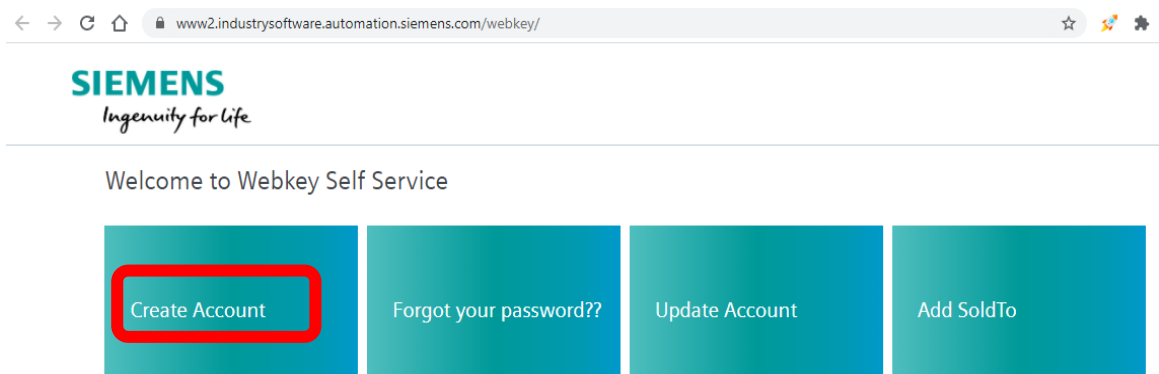 www2.industrysoftware.automation.siemens.com/webkey/
SIEMENS
Ingenuity for life
Welcome to Webkey Self Service
Create Account
Forgot your password??
Update Account
Add SoldTo